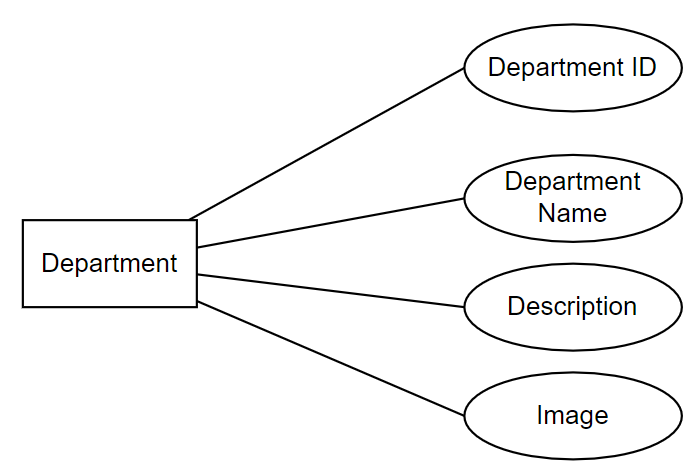 Department ID
Department
Name
Department
Description
Image